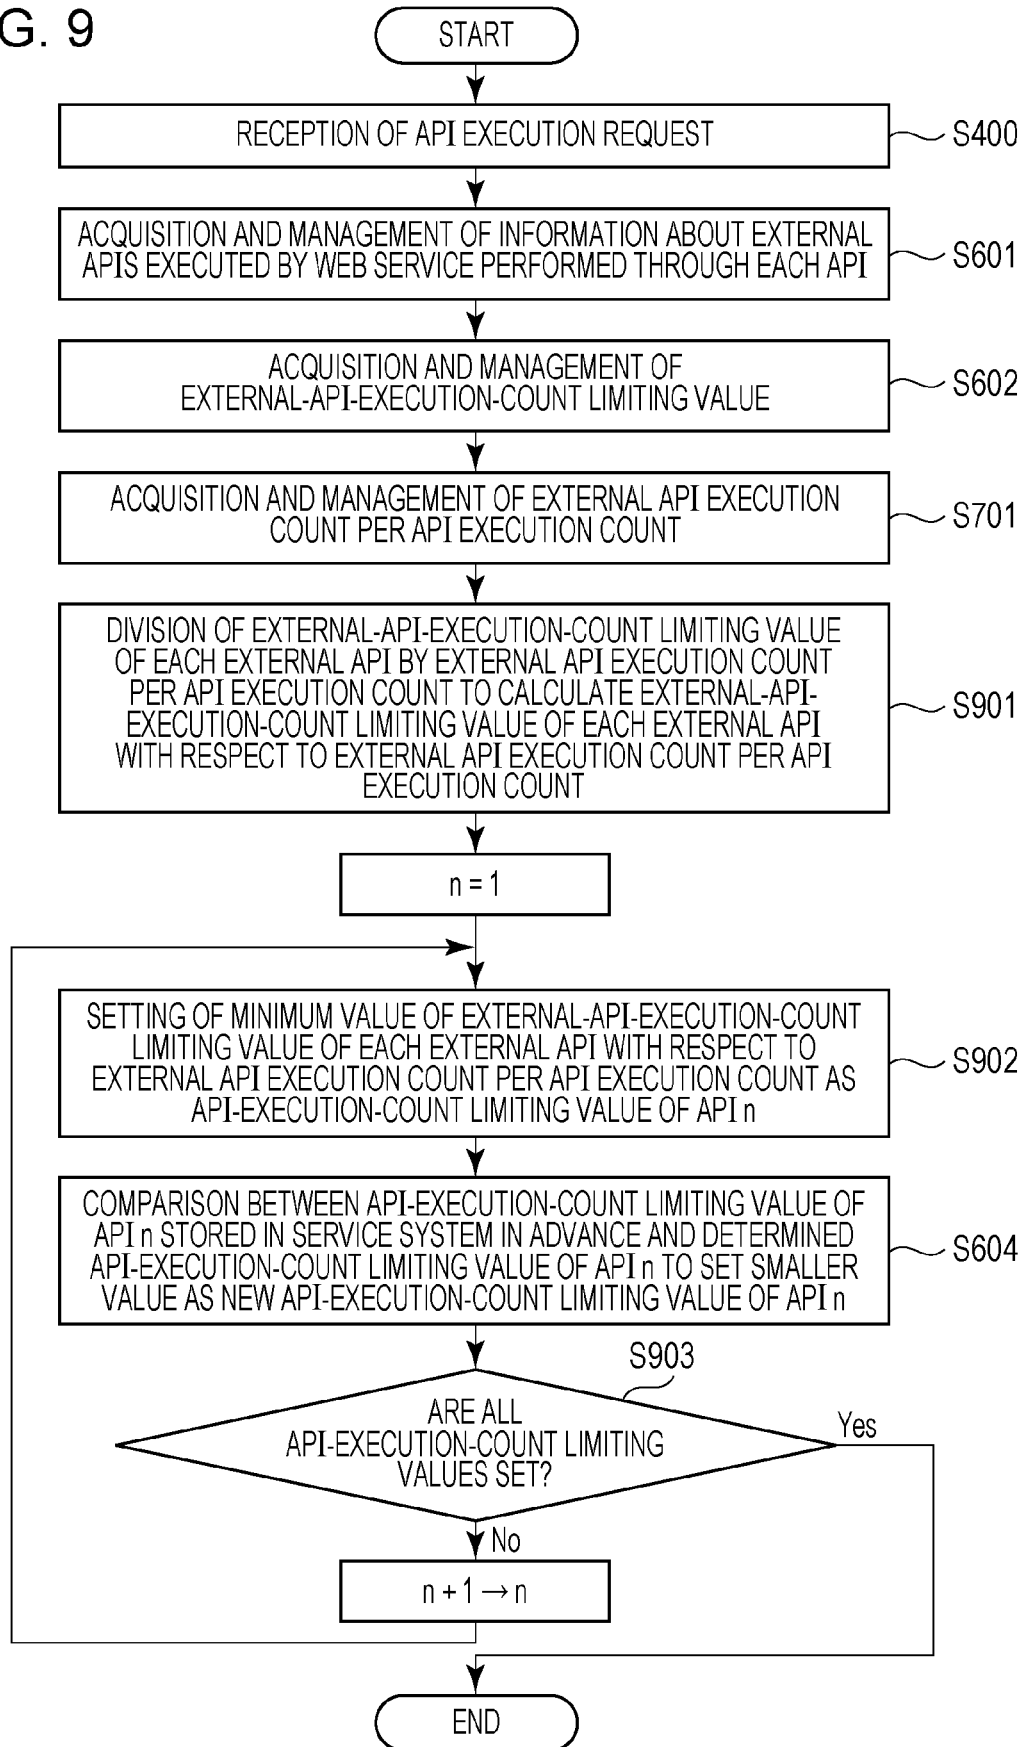 G. 9
START
RECEPTION OF API EXECUTION REQUEST
S400
ACQUISITION AND MANAGEMENT OF INFORMATION ABOUT EXTERNAL
APIS EXECUTED BY WEB SERVICE PERFORMED THROUGH EACH API
S601
ACQUISITION AND MANAGEMENT OF
EXTERNAL-API-EXECUTION-COUNT LIMITING VALUE
S602
ACQUISITION AND MANAGEMENT OF EXTERNAL API EXECUTION
COUNT PER API EXECUTION COUNT
S701
DIVISION OF EXTERNAL-API-EXECUTION-COUNT LIMITING VALUE
OF EACH EXTERNAL API BY EXTERNAL API EXECUTION COUNT
PER API EXECUTION COUNT TO CALCULATE EXTERNAL-API-
EXECUTION-COUNT LIMITING VALUE OF EACH EXTERNAL API
WITH RESPECT TO EXTERNAL API EXECUTION COUNT PER API
EXECUTION COUNT
S901
n = 1
SETTING OF MINIMUM VALUE OF EXTERNAL-API-EXECUTION-COUNT
LIMITING VALUE OF EACH EXTERNAL API WITH RESPECT TO
EXTERNAL API EXECUTION COUNT PER API EXECUTION COUNT AS
API-EXECUTION-COUNT LIMITING VALUE OF API n
S902
COMPARISON BETWEEN API-EXECUTION-COUNT LIMITING VALUE OF
API n STORED IN SERVICE SYSTEM IN ADVANCE AND DETERMINED
API-EXECUTION-COUNT LIMITING VALUE OF API n TO SET SMALLER
VALUE AS NEW API-EXECUTION-COUNT LIMITING VALUE OF API n
S604
S903
ARE ALL
API-EXECUTION-COUNT LIMITING
VALUES SET?
Yes
No
n + 1 → n
END